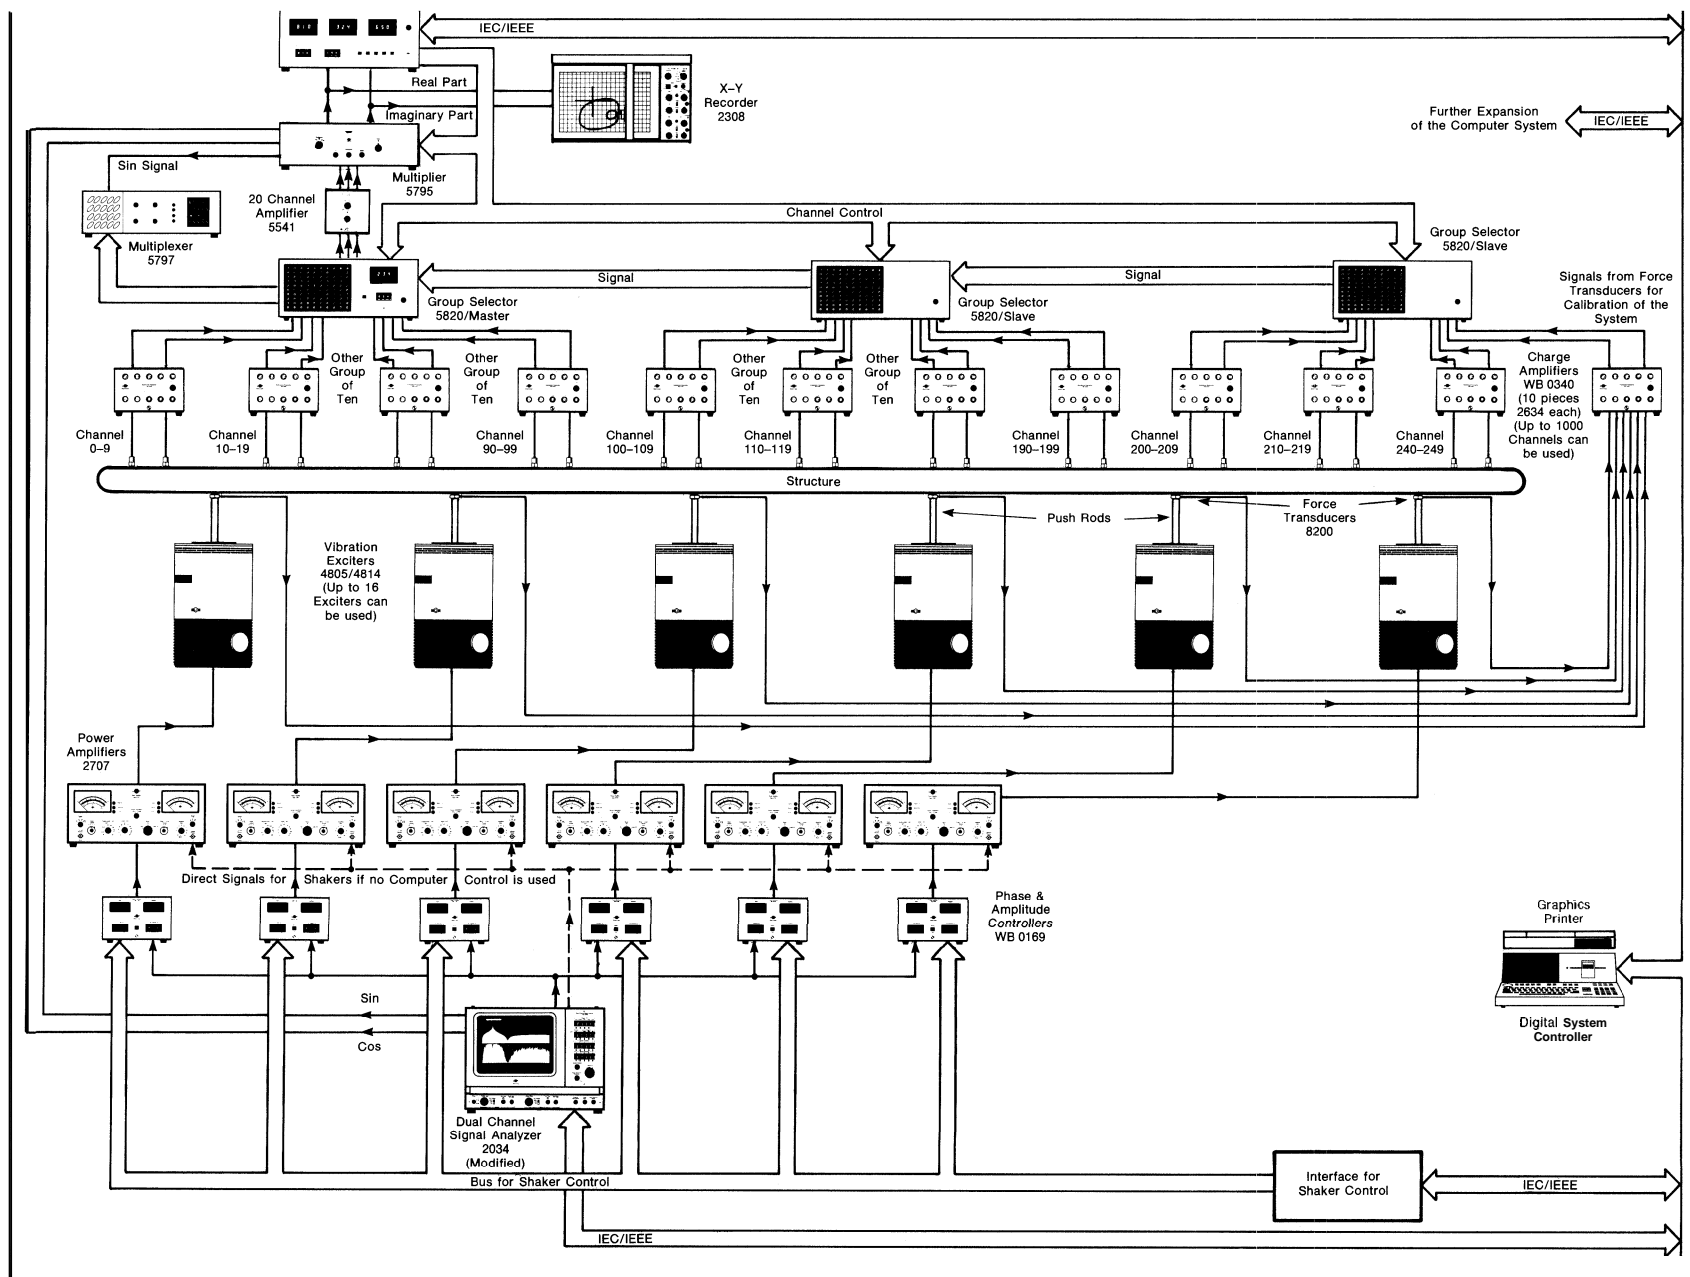 IEC/IEEE
Real Part
Imaginary Part
X–Y
Recorder
2308
Further Expansion
of the Computer System
IEC/IEEE
Sin Signal
Multiplier
5795
20 Channel
Amplifier
5541
Multiplexer
5797
Channel Control
Group Selector
5820/Slave
Signal
Signal
Group Selector
5820/Master
Group Selector
5820/Slave
Signals from Force
Transducers for
Calibration of the
System
Other
Group
of
Ten
Other
Group
of
Ten
Other
Group
of
Ten
Other
Group
of
Ten
Charge
Amplifiers
WB 0340
(10 pieces
2634 each)
(Up to 1000
Channels can
be used)
Channel
0–9
Channel
10–19
Channel
90–99
Channel
100–109
Channel
110–119
Channel
190–199
Channel
200–209
Channel
210–219
Channel
240–249
Structure
Push Rods
Force
Transducers
8200
Vibration
Exciters
4805/4814
(Up to 16
Exciters can
be used)
Power
Amplifiers
2707
Direct Signals for Shakers if no Computer Control is used
Phase &
Amplitude
Controllers
WB 0169
Graphics
Printer
Digital System
Controller
Sin
Cos
Dual Channel
Signal Analyzer
2034
(Modified)
Bus for Shaker Control
Interface for
Shaker Control
IEC/IEEE
IEC/IEEE